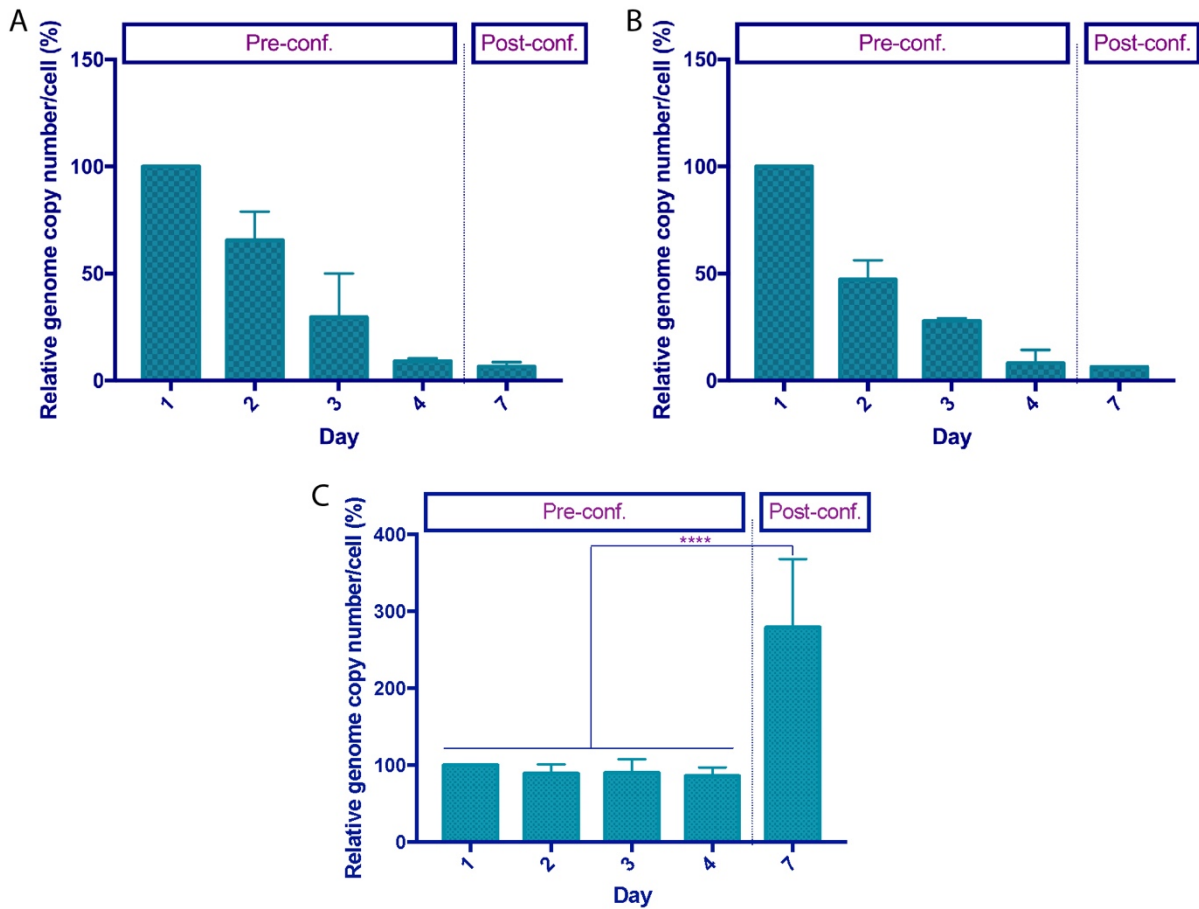 A
Pre-conf.
Post-conf.
Relative genome copy number/cell (%)
150
100
50
0
1
2
3
4
7
Day
B
Pre-conf.
Post-conf.
Relative genome copy number/cell (%)
150
100
50
0
1
2
3
4
7
Day
C
Pre-conf.
Post-conf.
Relative genome copy number/cell (%)
400
300
200
100
0
****
1
2
3
4
7
Day